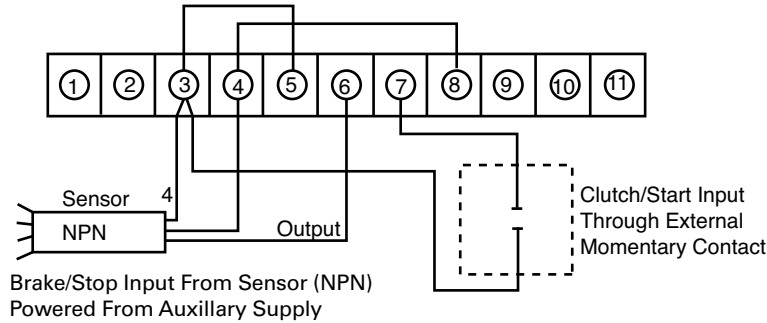 1 2 3 4 5 6 7 8 9 10 11
Sensor 4
NPN
Output
Clutch/Start Input
Through External
Momentary Contact
Brake/Stop Input From Sensor (NPN)
Powered From Auxillary Supply